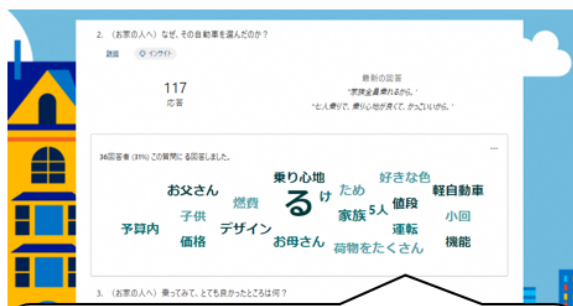 2. （お家の人へ）なぜ、その自動車を選んだのか？
詳細
インサイト
117
応答
最新の回答
"家族全員乗れるから。"
"七人乗りで、乗り心地が良くて、かっこいいから。"
36回答者 (31%) この質問にる回答しました。
乗り心地
好きな色
お父さん
る
け
ため
軽自動車
燃費
値段
子供
家族
5人
小回
予算内
デザイン
運転
価格
お母さん
荷物をたくさん
機能
3. （お家の人へ）乗ってみて、とても良かったところは何？